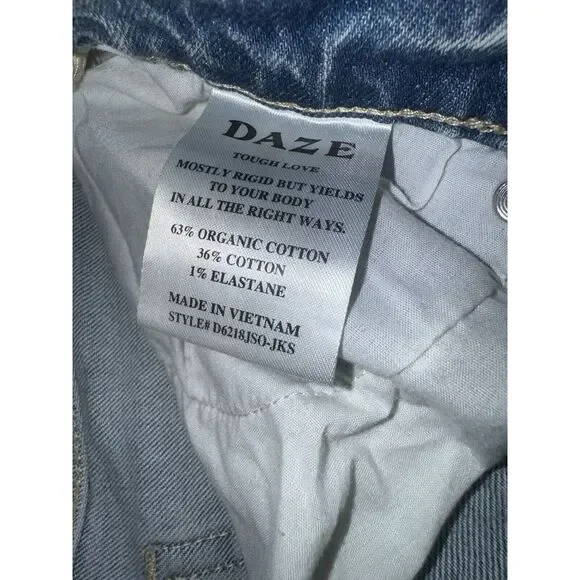 DAZE
TOUGH LOVE
MOSTLY RIGID BUT YIELDS
TO YOUR BODY
IN ALL THE RIGHT WAYS.
63% ORGANIC COTTON
36% COTTON
1% ELASTANE
MADE IN VIETNAM
STYLE# D6218JSO-JKS